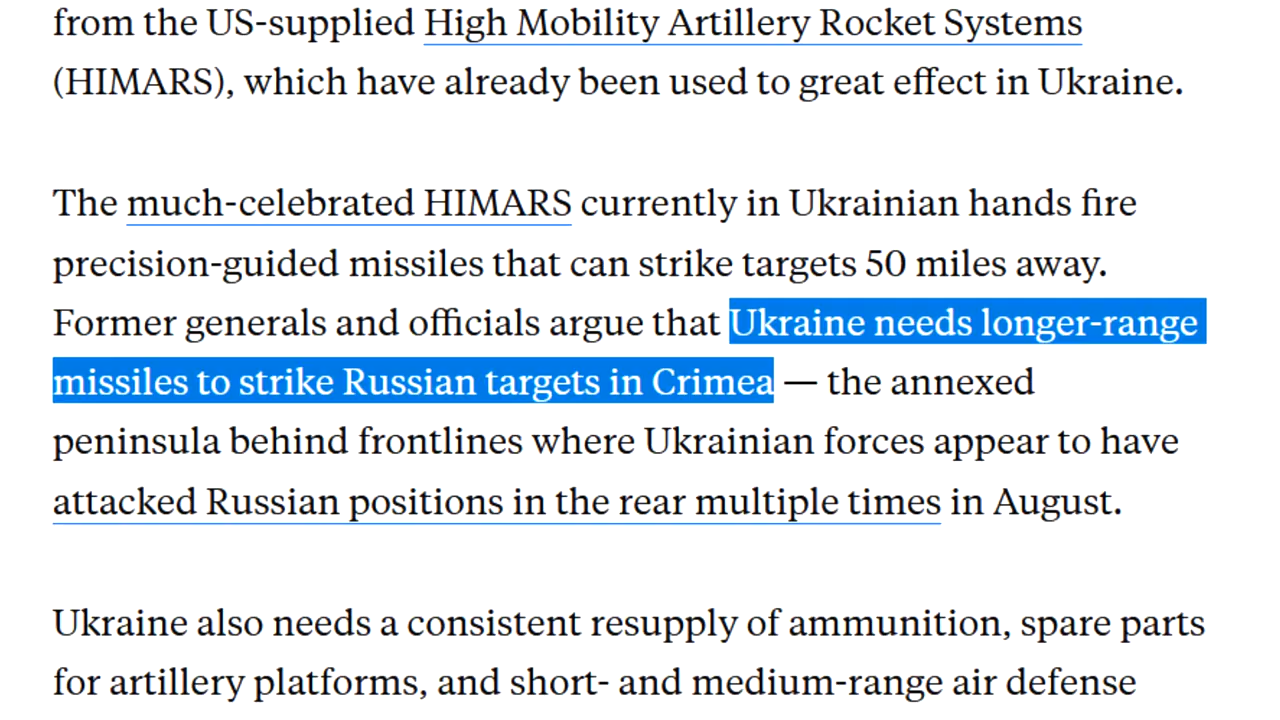 from the US-supplied High Mobility Artillery Rocket Systems
(HIMARS), which have already been used to great effect in Ukraine.
The much-celebrated HIMARS currently in Ukrainian hands fire
precision-guided missiles that can strike targets 50 miles away.
Former generals and officials argue that Ukraine needs longer-range
missiles to strike Russian targets in Crimea — the annexed
peninsula behind frontlines where Ukrainian forces appear to have
attacked Russian positions in the rear multiple times in August.
Ukraine also needs a consistent resupply of ammunition, spare parts
for artillery platforms, and short- and medium-range air defense